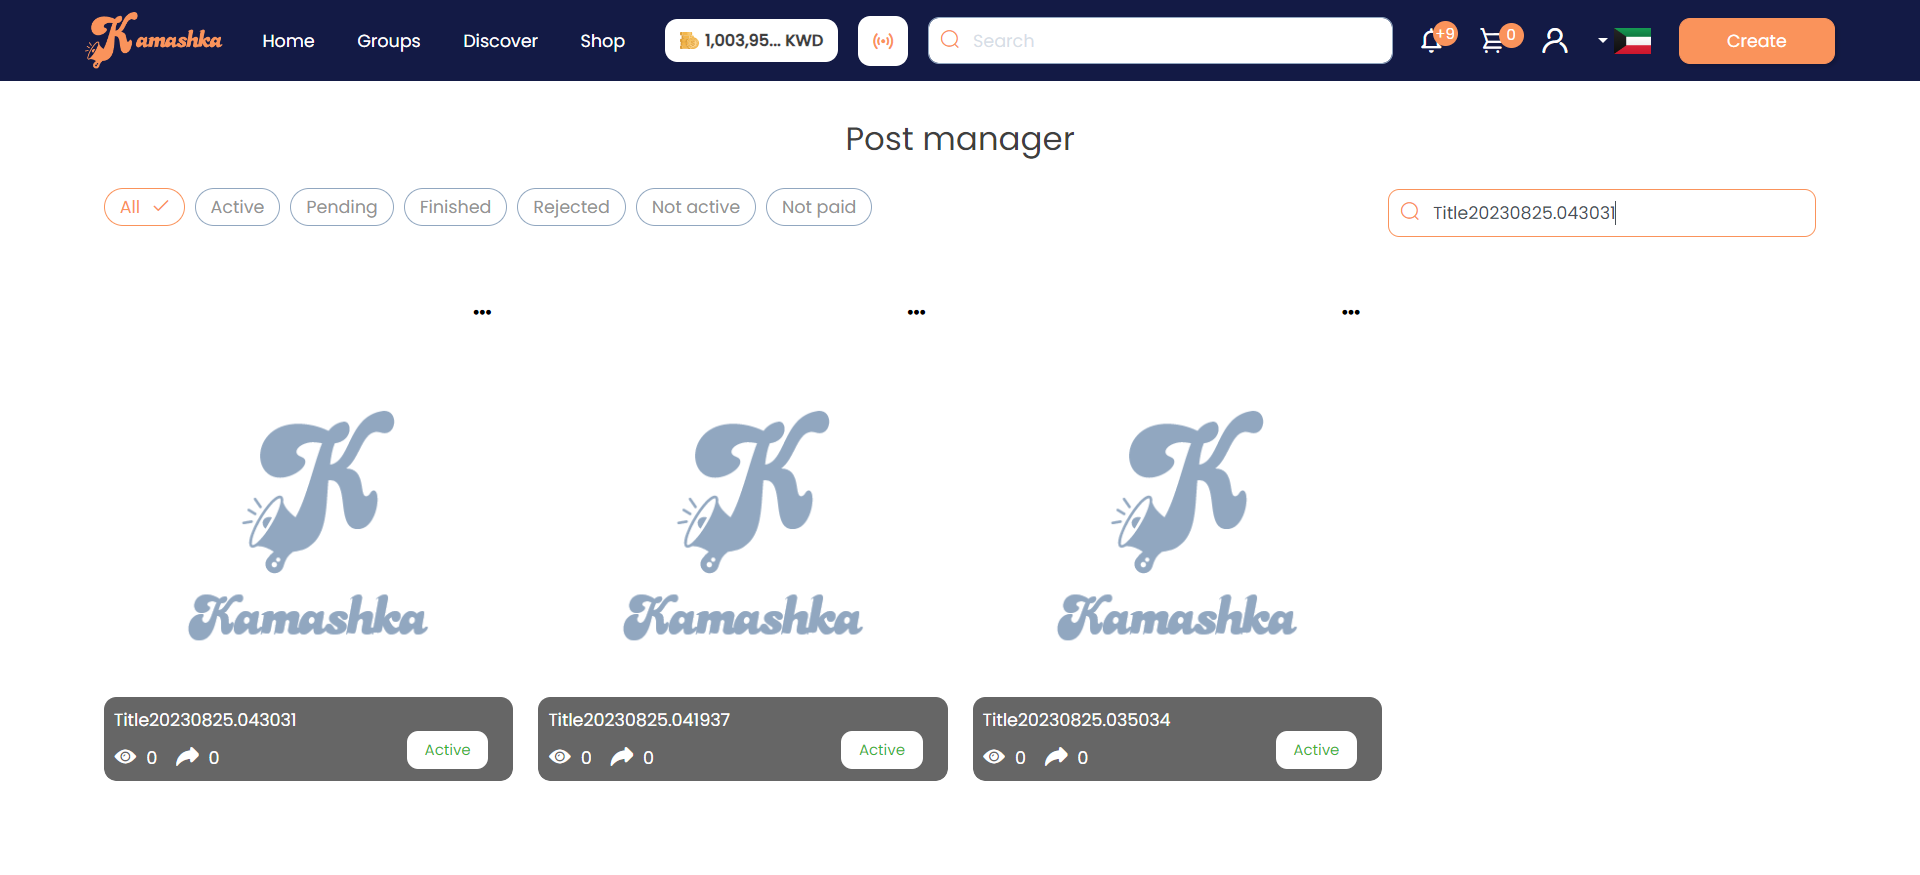 Kamashka Home Groups Discover Shop 1,003,95... KWD Search +9 0 Create
Post manager
All Active Pending Finished Rejected Not active Not paid Title20230825.043031
Kamashka Kamashka Kamashka
Title20230825.043031
0 0 Active
Title20230825.041937
0 0 Active
Title20230825.035034
0 0 Active